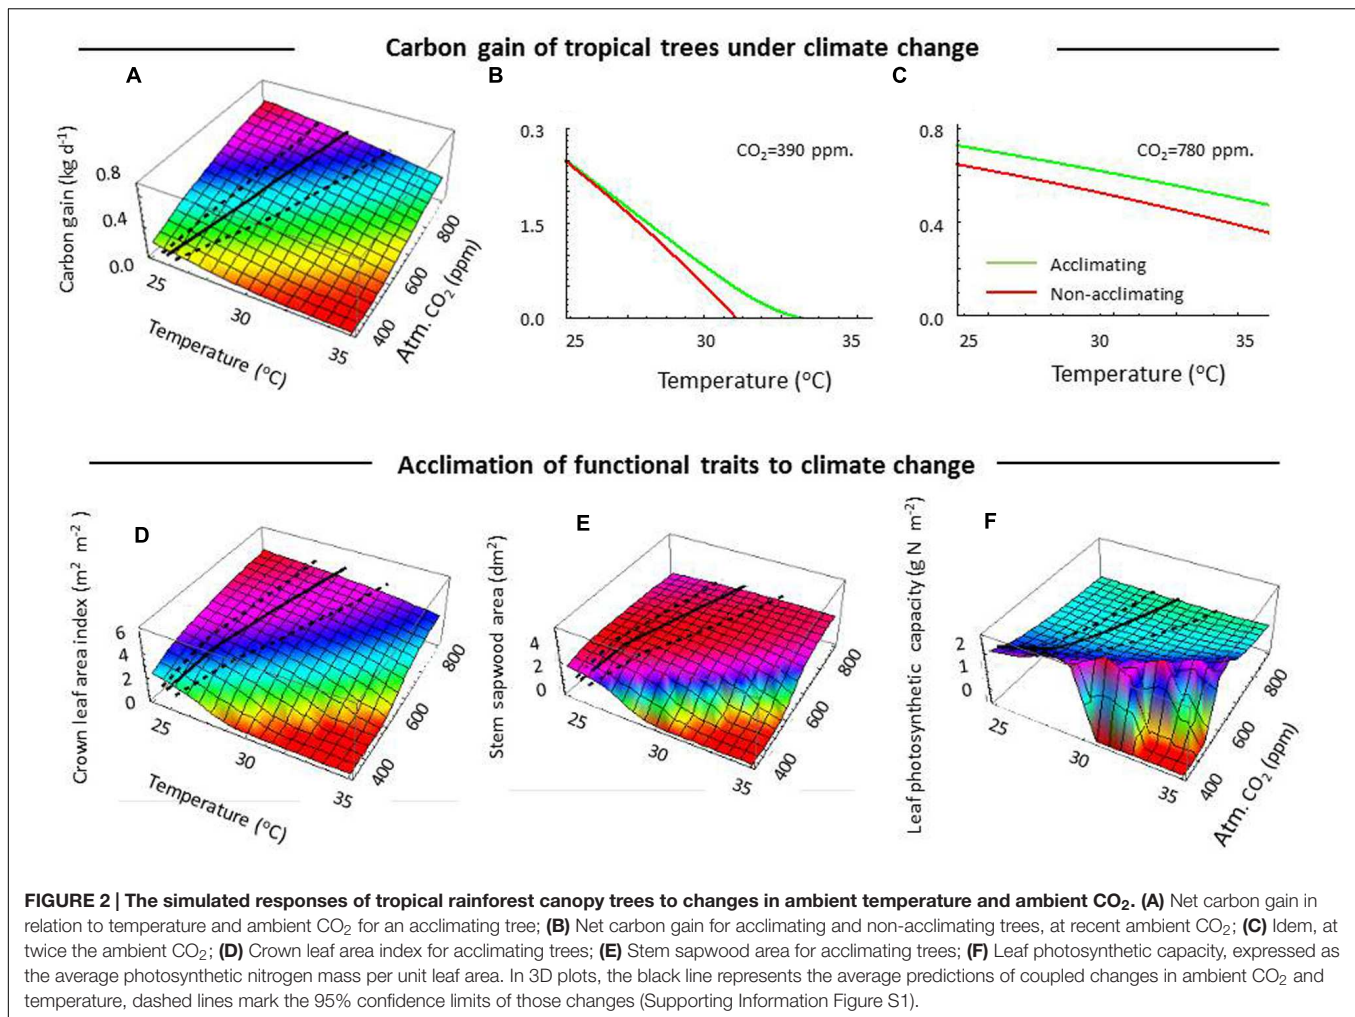 Carbon gain of tropical trees under climate change
A
B
C
Carbon gain (kg d-1)
0.8
0.4
0.0
25
30
35
Temperature (°C)
400
600
800
Atm. CO2 (ppm)
0.3
1.5
0.0
CO2=390 ppm.
25
30
35
Temperature (°C)
0.8
0.4
0.0
CO2=780 ppm.
Acclimating
Non-acclimating
25
30
35
Temperature (°C)
Acclimation of functional traits to climate change
D
E
F
Crown leaf area index (m2 m-2)
6
4
2
0
25
30
35
Temperature (°C)
400
600
800
Stem sapwood area (dm2)
4
2
0
25
30
35
400
600
800
Leaf photosynthetic capacity (g N m-2)
2
1
0
25
30
35
400
600
800
Atm. CO2 (ppm)
FIGURE 2 | The simulated responses of tropical rainforest canopy trees to changes in ambient temperature and ambient CO2. (A) Net carbon gain in
relation to temperature and ambient CO2 for an acclimating tree; (B) Net carbon gain for acclimating and non-acclimating trees, at recent ambient CO2; (C) Idem, at
twice the ambient CO2; (D) Crown leaf area index for acclimating trees; (E) Stem sapwood area for acclimating trees; (F) Leaf photosynthetic capacity, expressed as
the average photosynthetic nitrogen mass per unit leaf area. In 3D plots, the black line represents the average predictions of coupled changes in ambient CO2 and
temperature, dashed lines mark the 95% confidence limits of those changes (Supporting Information Figure S1).